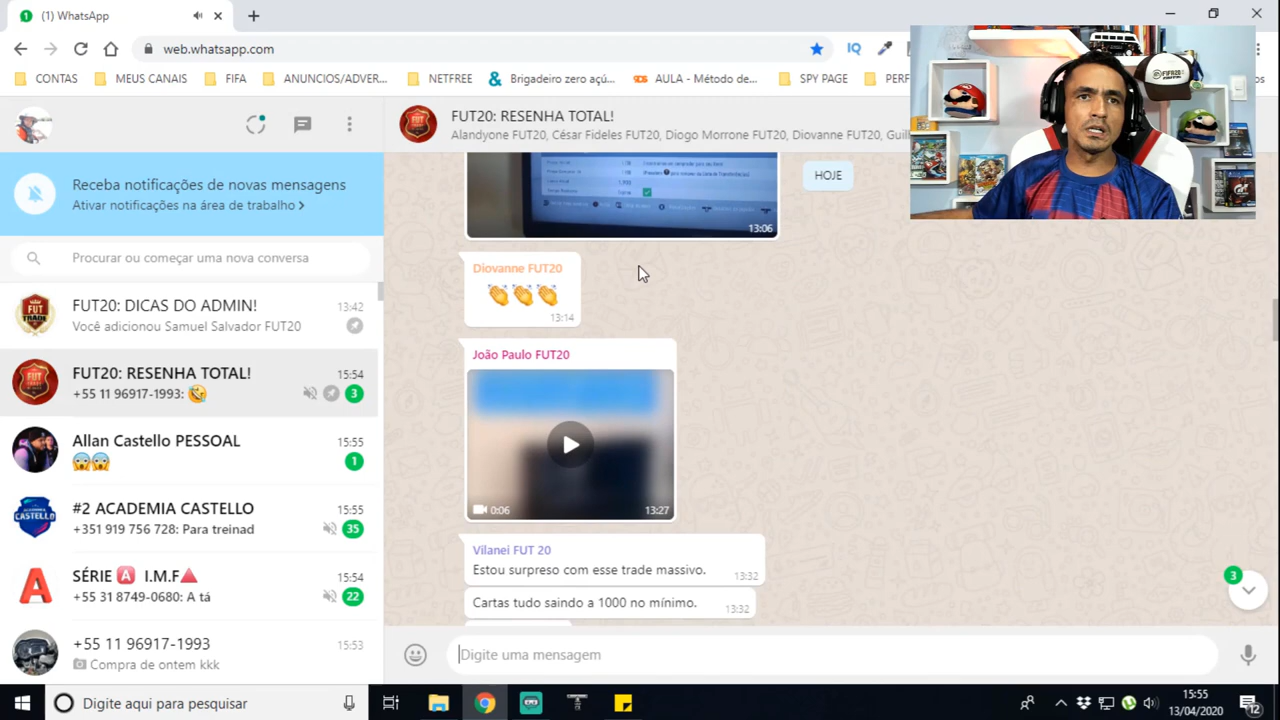 (1) WhatsApp
web.whatsapp.com
CONTAS
MEUS CANAIS
FIFA
ANUNCIOS/ADVER...
NETFREE
Brigadeiro zero açú...
AULA - Método de...
SPY PAGE
PERF
FUT20: RESENHA TOTAL!
Alandyone FUT20, César Fideles FUT20, Diogo Morrone FUT20, Diovanne FUT20, Guil
Receba notificações de novas mensagens
Ativar notificações na área de trabalho
Procurar ou começar uma nova conversa
FUT20: DICAS DO ADMIN!
13:42
Você adicionou Samuel Salvador FUT20
FUT20: RESENHA TOTAL!
15:54
+55 11 96917-1993: 🤣
3
Allan Castello PESSOAL
15:55
😱😱
1
#2 ACADEMIA CASTELLO
15:55
+351 919 756 728: Para treinad
35
SÉRIE 🅰 I.M.F🔺
15:54
+55 31 8749-0680: A tá
22
+55 11 96917-1993
15:53
Compra de ontem kkk
HOJE
13:06
Diovanne FUT20
👏👏👏
13:14
João Paulo FUT20
0:06
13:27
Vilanei FUT 20
Estou surpreso com esse trade massivo.
13:32
Cartas tudo saindo a 1000 no mínimo.
13:32
3
Digite uma mensagem
Digite aqui para pesquisar
15:55
13/04/2020
12